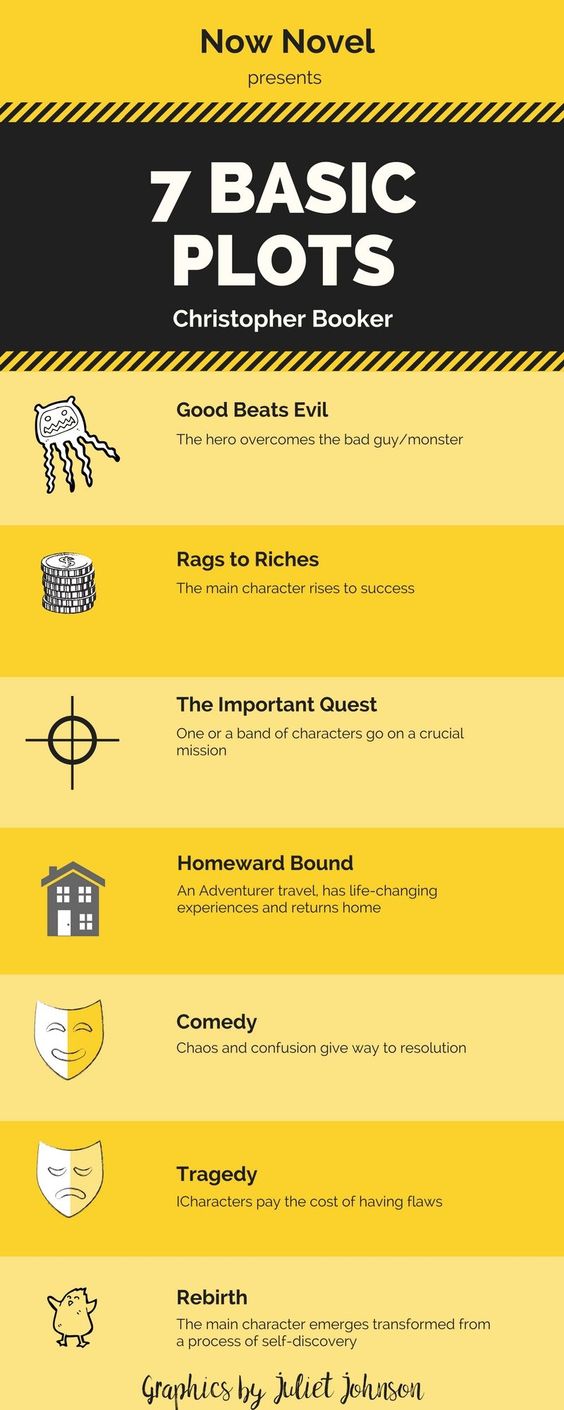 Now Novel
presents
7 BASIC
PLOTS
Christopher Booker
Good Beats Evil
The hero overcomes the bad guy/monster
$
Rags to Riches
The main character rises to success
The Important Quest
One or a band of characters go on a crucial
mission
Homeward Bound
An Adventurer travel, has life-changing
experiences and returns home
Comedy
Chaos and confusion give way to resolution
Tragedy
ICharacters pay the cost of having flaws
Rebirth
The main character emerges transformed from
a process of self-discovery
Graphics by Juliet Johnson